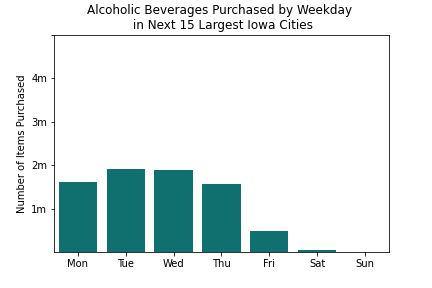 Alcoholic Beverages Purchased by Weekday
in Next 15 Largest Iowa Cities
Number of Items Purchased
4m
3m
2m
1m
Mon Tue Wed Thu Fri Sat Sun